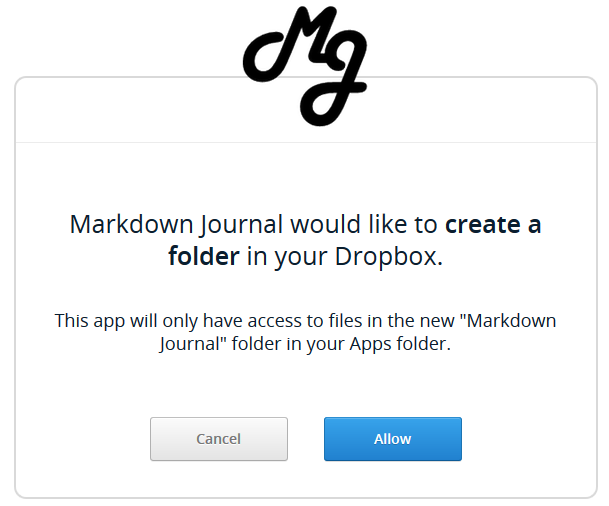 MJ
Markdown Journal would like to create a
folder in your Dropbox.
This app will only have access to files in the new "Markdown
Journal" folder in your Apps folder.
Cancel
Allow